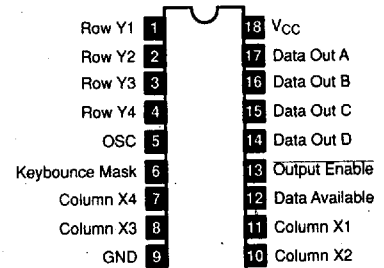 Row Y1 1 18 VCC
Row Y2 2 17 Data Out A
Row Y3 3 16 Data Out B
Row Y4 4 15 Data Out C
OSC 5 14 Data Out D
Keybounce Mask 6 13 Output Enable
Column X4 7 12 Data Available
Column X3 8 11 Column X1
GND 9 10 Column X2